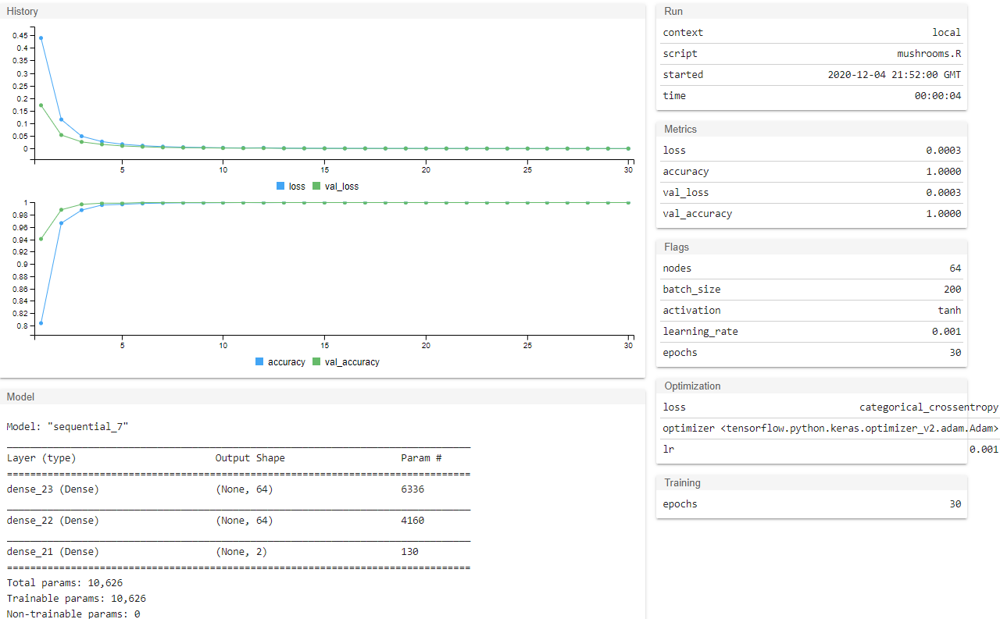 History
0.45
0.4
0.35
0.3
0.25
0.2
0.15
0.1
0.05
0
5 10 15 20 25 30
loss val_loss
1
0.98
0.96
0.94
0.92
0.9
0.88
0.86
0.84
0.82
0.8
5 10 15 20 25 30
accuracy val_accuracy
Model
Model: "sequential_7"
________________________________________________________________________________
Layer (type) Output Shape Param #
================================================================================
dense_23 (Dense) (None, 64) 6336
________________________________________________________________________________
dense_22 (Dense) (None, 64) 4160
________________________________________________________________________________
dense_21 (Dense) (None, 2) 130
================================================================================
Total params: 10,626
Trainable params: 10,626
Non-trainable params: 0
Run
context local
script mushrooms.R
started 2020-12-04 21:52:00 GMT
time 00:00:04
Metrics
loss 0.0003
accuracy 1.0000
val_loss 0.0003
val_accuracy 1.0000
Flags
nodes 64
batch_size 200
activation tanh
learning_rate 0.001
epochs 30
Optimization
loss categorical_crossentropy
optimizer <tensorflow.python.keras.optimizer_v2.adam.Adam>
lr 0.001
Training
epochs 30